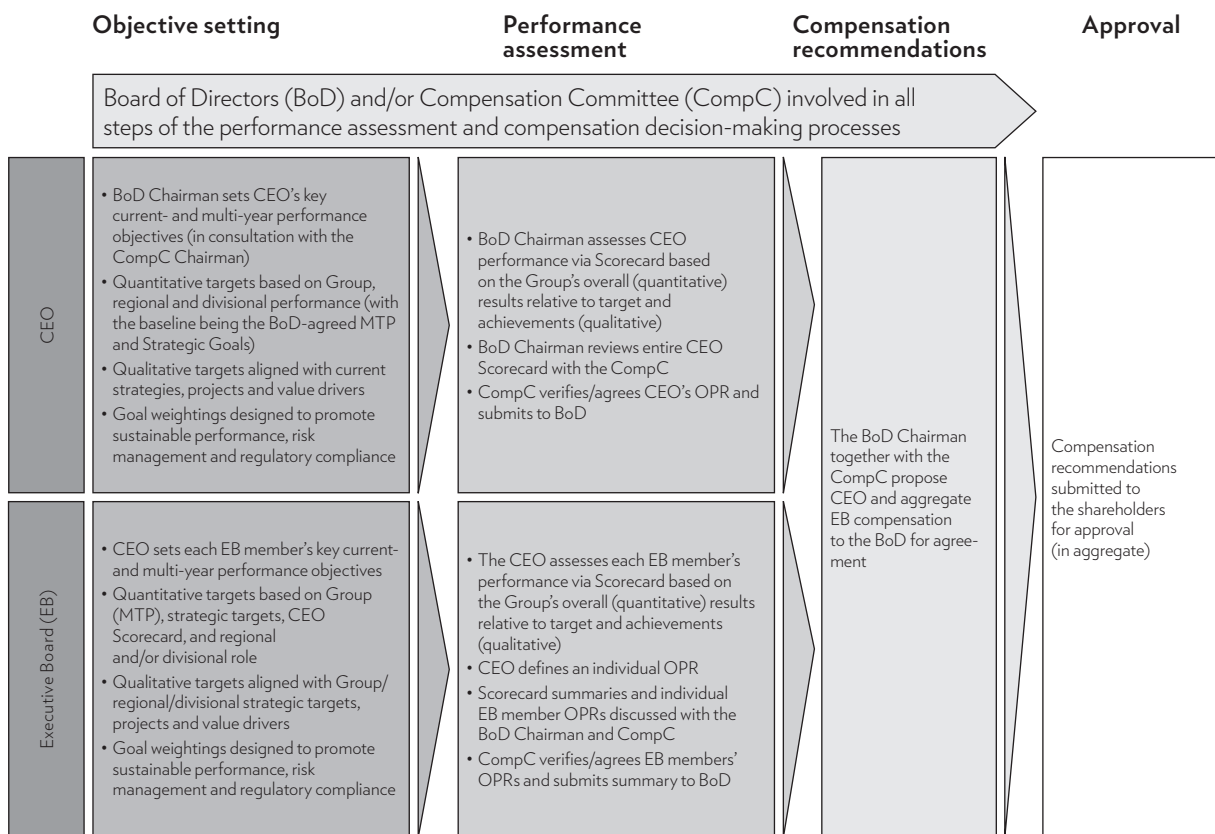 Objective setting
Performance
assessment
Compensation
recommendations
Approval
Board of Directors (BoD) and/or Compensation Committee (CompC) involved in all
steps of the performance assessment and compensation decision-making processes
CEO
• BoD Chairman sets CEO’s key
current- and multi-year performance
objectives (in consultation with the
CompC Chairman)
• Quantitative targets based on Group,
regional and divisional performance (with
the baseline being the BoD-agreed MTP
and Strategic Goals)
• Qualitative targets aligned with current
strategies, projects and value drivers
• Goal weightings designed to promote
sustainable performance, risk
management and regulatory compliance
• BoD Chairman assesses CEO
performance via Scorecard based
on the Group’s overall (quantitative)
results relative to target and
achievements (qualitative)
• BoD Chairman reviews entire CEO
Scorecard with the CompC
• CompC verifies/agrees CEO’s OPR and
submits to BoD
Executive Board (EB)
• CEO sets each EB member’s key current-
and multi-year performance objectives
• Quantitative targets based on Group
(MTP), strategic targets, CEO
Scorecard, and regional
and/or divisional role
• Qualitative targets aligned with Group/
regional/divisional strategic targets,
projects and value drivers
• Goal weightings designed to promote
sustainable performance, risk
management and regulatory compliance
• The CEO assesses each EB member’s
performance via Scorecard based on
the Group’s overall (quantitative) results
relative to target and achievements
(qualitative)
• CEO defines an individual OPR
• Scorecard summaries and individual
EB member OPRs discussed with the
BoD Chairman and CompC
• CompC verifies/agrees EB members’
OPRs and submits summary to BoD
The BoD Chairman
together with the
CompC propose
CEO and aggregate
EB compensation
to the BoD for agree-
ment
Compensation
recommendations
submitted to
the shareholders
for approval
(in aggregate)